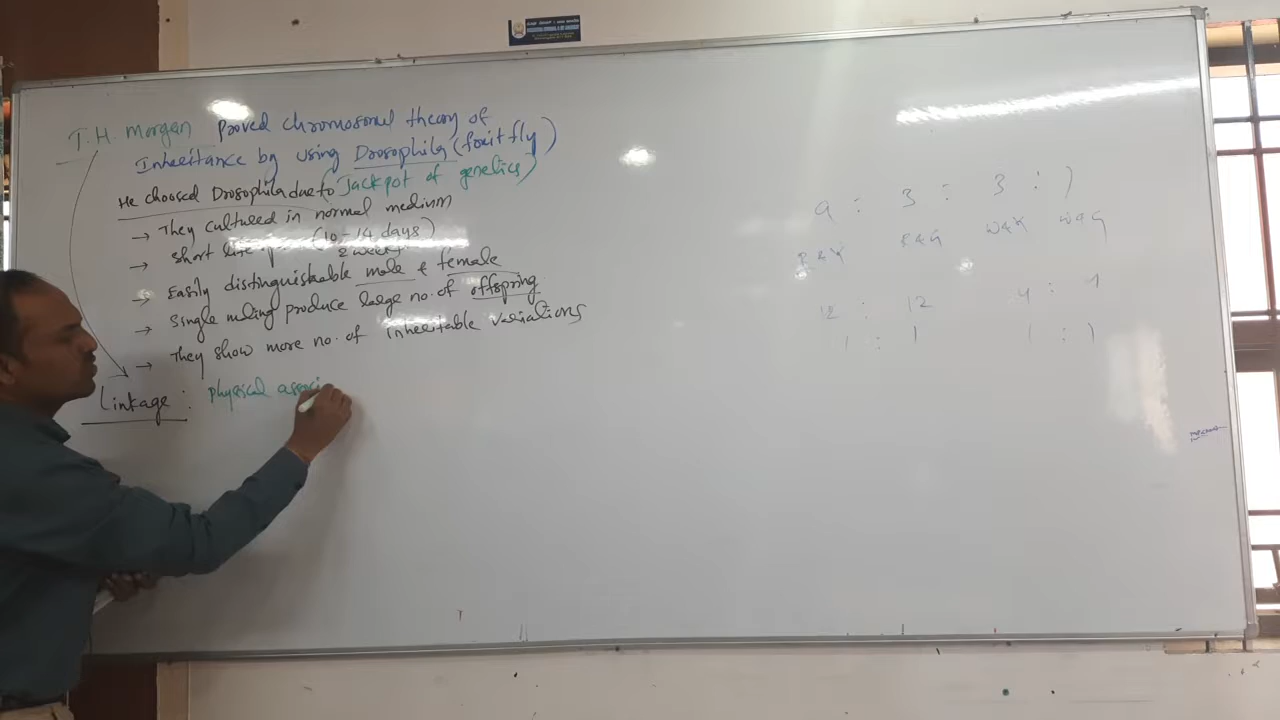 T.H. Morgan Proved chromosomal theory of
Inheritance by using Drosophila (fruit fly)
He choosed Drosophila due to (Jackpot of genetics)
→ They cultured in normal medium
→ Short life (10-14 days)
2 weeks
→ Easily distinguishable male & female
→ Single mating produce large no. of offspring
→ They show more no. of inheritable variations
Linkage : physical associ
9 : 3 : 3 : 1
R & Y R & G W & Y W & G
12 : 12 4 : 4
1 : 1 1 : 1